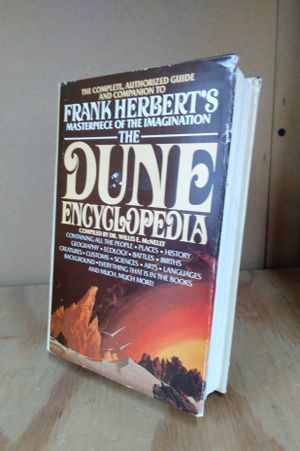 THE COMPLETE, AUTHORIZED GUIDE
AND COMPANION TO
FRANK HERBERT'S
MASTERPIECE OF THE IMAGINATION
THE
DUNE
ENCYCLOPEDIA
COMPILED BY DR. WILLIS E. McNELLY
CONTAINING ALL THE PEOPLE • PLACES • HISTORY
GEOGRAPHY • ECOLOGY • BATTLES • BIRTHS
CREATURES • CUSTOMS • SCIENCES • ARTS • LANGUAGES
BACKGROUND • EVERYTHING THAT IS IN THE BOOKS
AND MUCH, MUCH MORE!